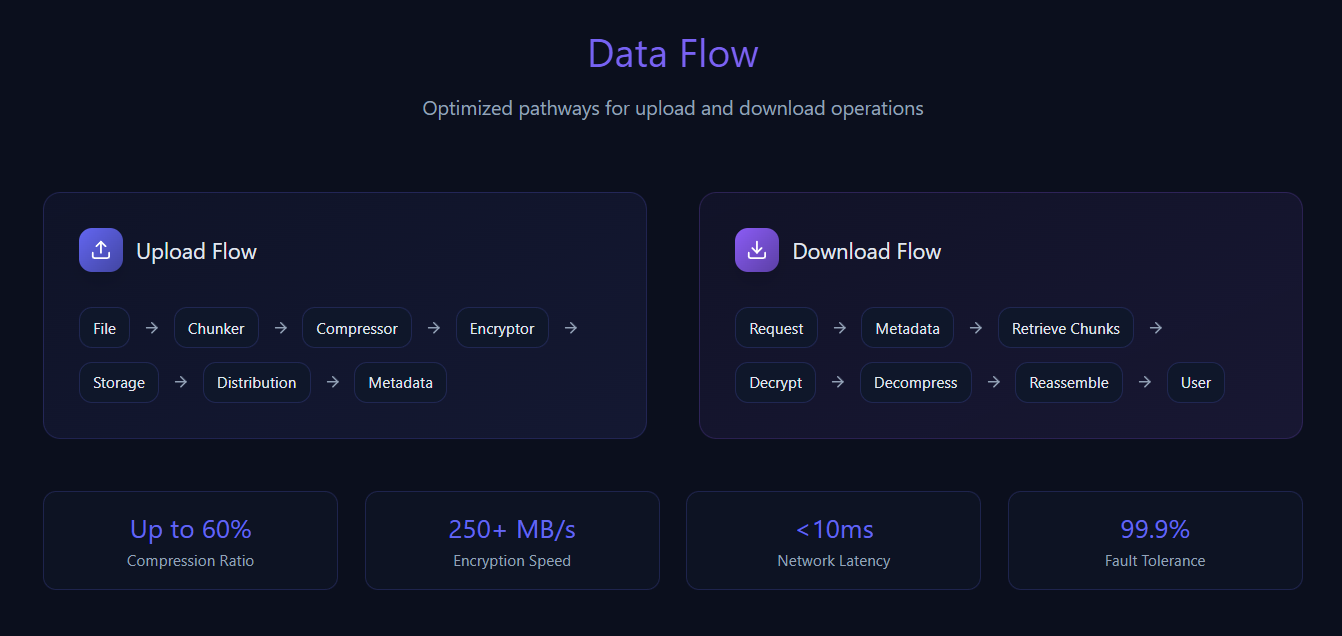 Data Flow
Optimized pathways for upload and download operations
Upload Flow
File → Chunker → Compressor → Encryptor →
Storage → Distribution → Metadata
Download Flow
Request → Metadata → Retrieve Chunks →
Decrypt → Decompress → Reassemble → User
Up to 60%
Compression Ratio
250+ MB/s
Encryption Speed
<10ms
Network Latency
99.9%
Fault Tolerance